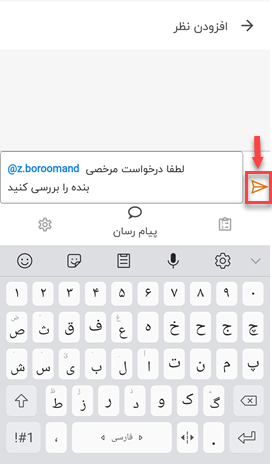 افزودن نظر
@z.boroomand لطفا درخواست مرخصی
بنده را بررسی کنید
پیام رسان
۱ ۲ ۳ ۴ ۵ ۶ ۷ ۸ ۹ ۰
ص ث ق ف غ ع ه خ ح ج چ
ش س ی ب ل ا ت ن م پ
ظ ط ز ر د و ک گ
!#1 ، فارسی .